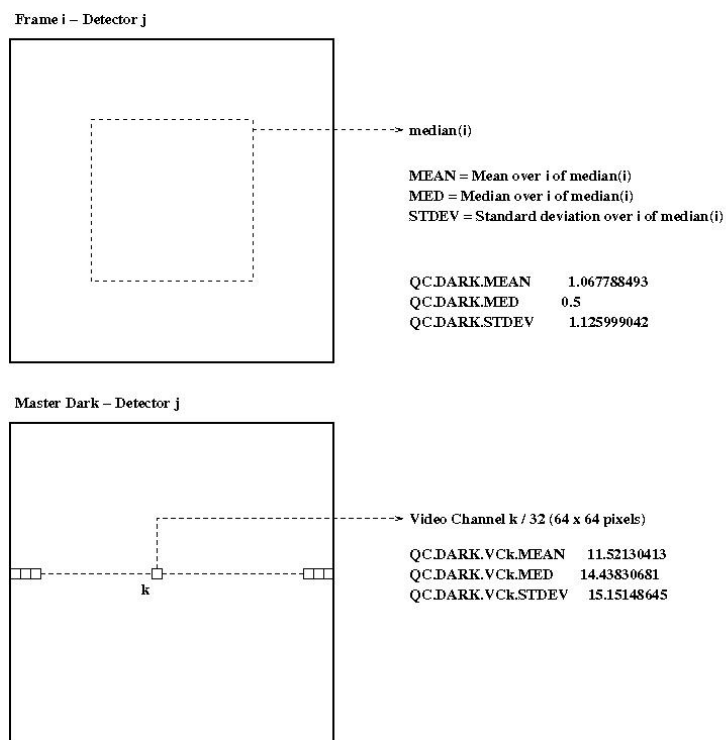 Frame i – Detector j
median(i)
MEAN = Mean over i of median(i)
MED = Median over i of median(i)
STDEV = Standard deviation over i of median(i)
QC.DARK.MEAN 1.067788493
QC.DARK.MED 0.5
QC.DARK.STDEV 1.125999042
Master Dark – Detector j
Video Channel k / 32 (64 x 64 pixels)
QC.DARK.VCk.MEAN 11.52130413
QC.DARK.VCk.MED 14.43830681
QC.DARK.VCk.STDEV 15.15148645
k